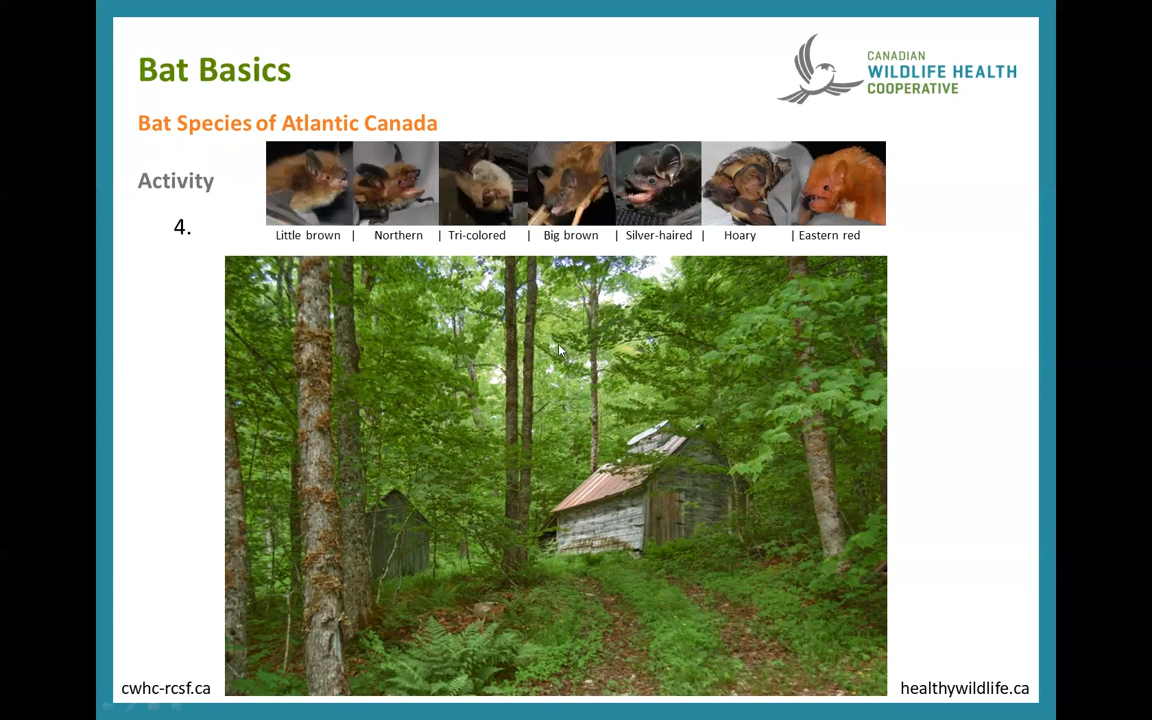 Bat Basics
CANADIAN
WILDLIFE HEALTH
COOPERATIVE
Bat Species of Atlantic Canada
Activity
4.
Little brown | Northern | Tri-colored | Big brown | Silver-haired | Hoary | Eastern red
cwhc-rcsf.ca
healthywildlife.ca